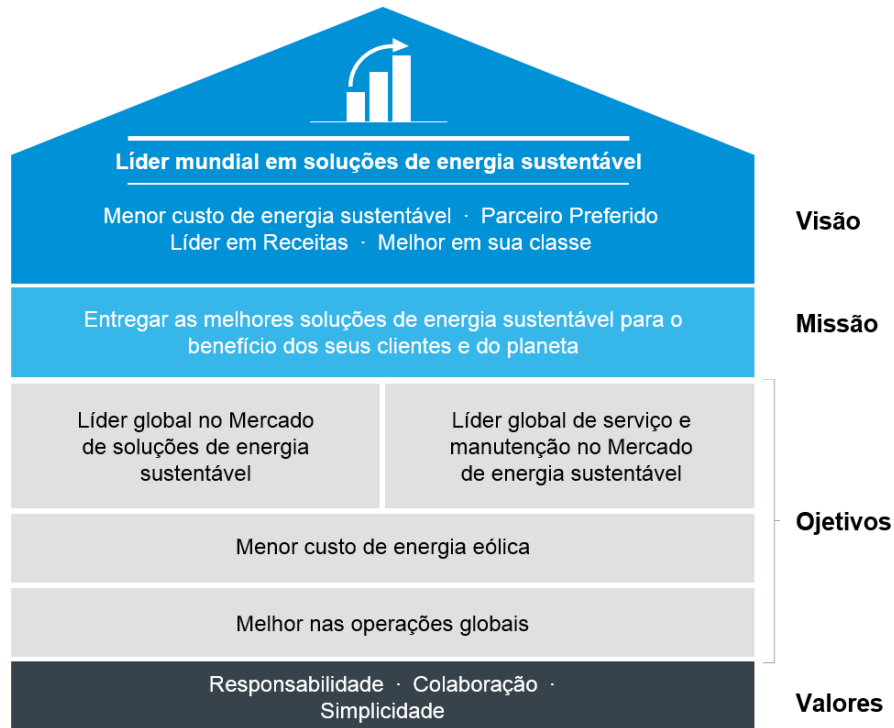 Líder mundial em soluções de energia sustentável
Menor custo de energia sustentável · Parceiro Preferido
Líder em Receitas · Melhor em sua classe
Visão
Entregar as melhores soluções de energia sustentável para o
benefício dos seus clientes e do planeta
Missão
Líder global no Mercado
de soluções de energia
sustentável
Líder global de serviço e
manutenção no Mercado
de energia sustentável
Menor custo de energia eólica
Melhor nas operações globais
Ojetivos
Responsabilidade · Colaboração ·
Simplicidade
Valores